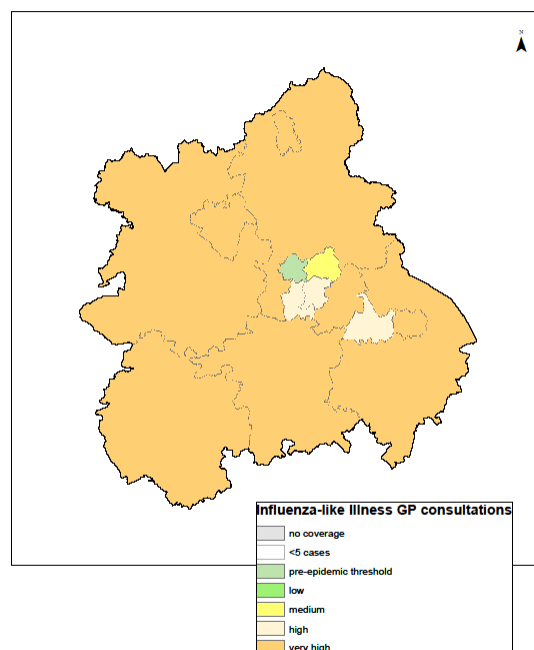 N
Influenza-like Illness GP consultations
no coverage
<5 cases
pre-epidemic threshold
low
medium
high
very high